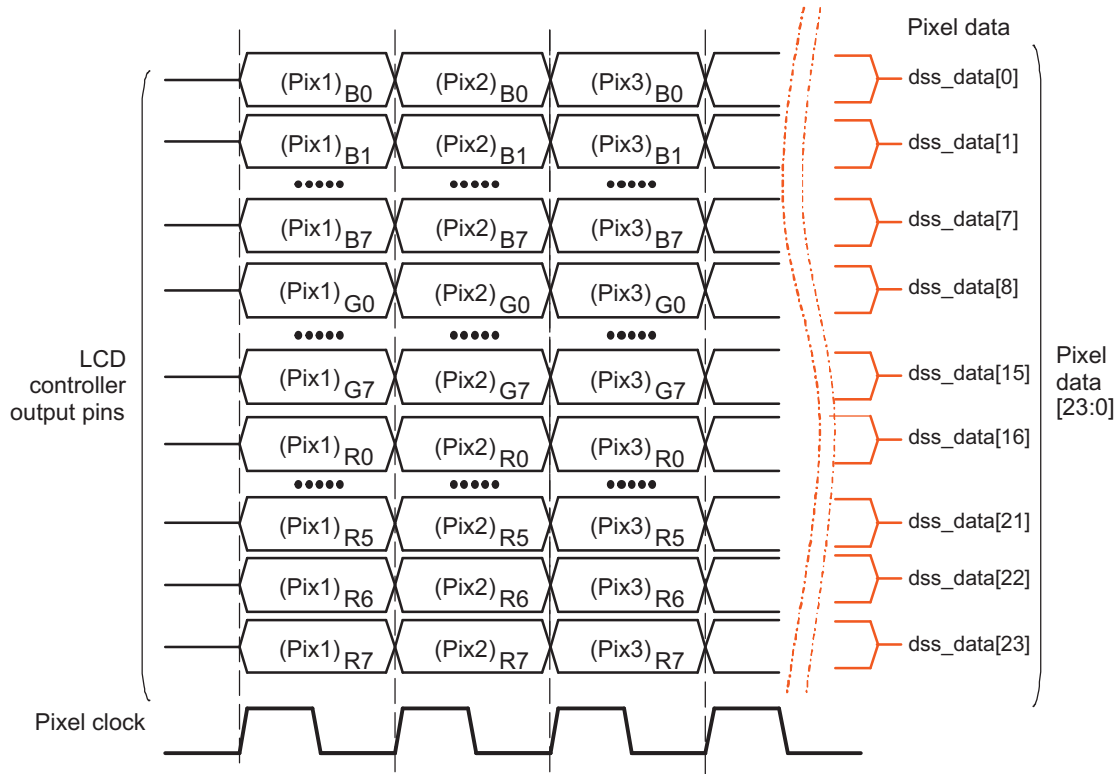 Pixel data
(Pix1)B0 (Pix2)B0 (Pix3)B0 dss_data[0]
(Pix1)B1 (Pix2)B1 (Pix3)B1 dss_data[1]
(Pix1)B7 (Pix2)B7 (Pix3)B7 dss_data[7]
(Pix1)G0 (Pix2)G0 (Pix3)G0 dss_data[8]
(Pix1)G7 (Pix2)G7 (Pix3)G7 dss_data[15]
LCD
controller
output pins
Pixel
data
[23:0]
(Pix1)R0 (Pix2)R0 (Pix3)R0 dss_data[16]
(Pix1)R5 (Pix2)R5 (Pix3)R5 dss_data[21]
(Pix1)R6 (Pix2)R6 (Pix3)R6 dss_data[22]
(Pix1)R7 (Pix2)R7 (Pix3)R7 dss_data[23]
Pixel clock